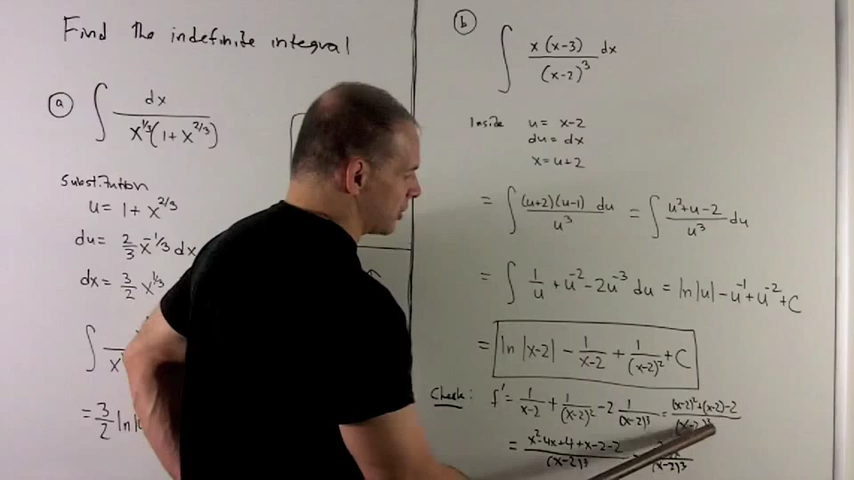 Find the indefinite integral
(a) ∫ dx / x^{1/3}(1 + x^{2/3})
Substitution
u = 1 + x^{2/3}
du = 2/3 x^{-1/3} dx
dx = 3/2 x^{1/3}
= 3/2 ln
(b) ∫ x(x-3) / (x-2)^3 dx
Inside u = x-2
du = dx
x = u+2
= ∫ (u+2)(u-1) / u^3 du = ∫ u^2+u-2 / u^3 du
= ∫ 1/u + u^{-2} - 2u^{-3} du = ln|u| - u^{-1} + u^{-2} + C
= ln|x-2| - 1/(x-2) + 1/(x-2)^2 + C
Check: f' = 1/(x-2) + 1/(x-2)^2 - 2 1/(x-2)^3 = (x-2)^2+(x-2)-2
= x^2-4x+4+x-2-2 / (x-2)^3 (x-2)^3